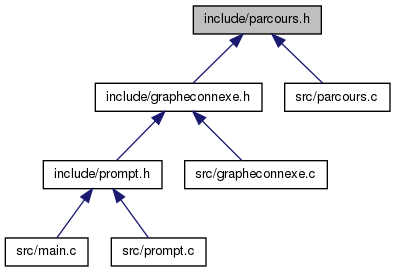 include/parcours.h
include/grapheconnexe.h
src/parcours.c
include/prompt.h
src/grapheconnexe.c
src/main.c
src/prompt.c